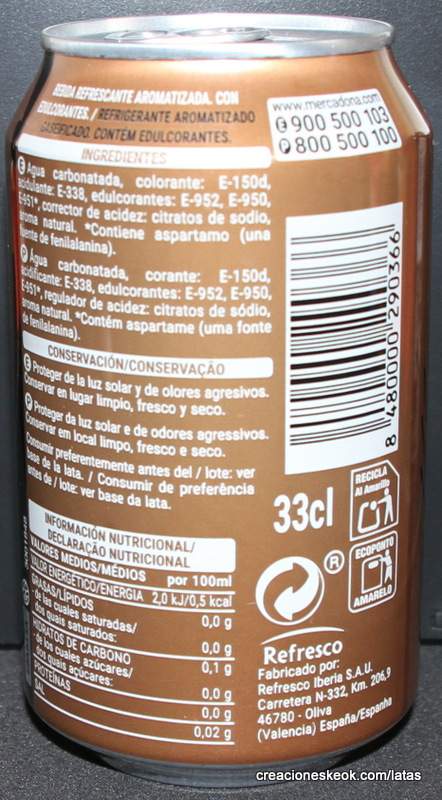 BEBIDA REFRESCANTE AROMATIZADA. CON
EDULCORANTES. / REFRIGERANTE AROMATIZADO
GASEIFICADO. CONTÉM EDULCORANTES.
INGREDIENTES
E Agua carbonatada, colorante: E-150d,
acidulante: E-338, edulcorantes: E-952, E-950,
E-951*, corrector de acidez: citratos de sodio,
aroma natural. *Contiene aspartamo (una
fuente de fenilalanina).
P Água carbonatada, corante: E-150d,
acidificante: E-338, edulcorantes: E-952, E-950,
E-951*, regulador de acidez: citratos de sódio,
aroma natural. *Contém aspartame (uma fonte
de fenilalanina).
CONSERVACIÓN/CONSERVAÇÃO
E Proteger de la luz solar y de olores agresivos.
Conservar en lugar limpio, fresco y seco.
P Proteger da luz solar e de odores agressivos.
Conservar em local limpo, fresco e seco.
Consumir preferentemente antes del / lote: ver
base de la lata. / Consumir de preferência
antes de / lote: ver base da lata.
INFORMACIÓN NUTRICIONAL/
DECLARAÇÃO NUTRICIONAL
VALORES MEDIOS/MÉDIOS por 100ml
VALOR ENERGÉTICO/ENERGIA 2,0 kJ/0,5 kcal
GRASAS/LÍPIDOS 0,0 g
- de las cuales saturadas/
dos quais saturados: 0,0 g
HIDRATOS DE CARBONO 0,1 g
- de los cuales azúcares/
dos quais açúcares: 0,0 g
PROTEÍNAS 0,0 g
SAL 0,02 g
www.mercadona.com
E 900 500 103
P 800 500 100
8 480000 290366
33cl
RECICLA
Al Amarillo
ECOPONTO
AMARELO
®
Refresco
Fabricado por:
Refresco Iberia S.A.U.
Carretera N-332, Km. 206,9
46780 - Oliva
(Valencia) España/Espanha
creacioneskeok.com/latas